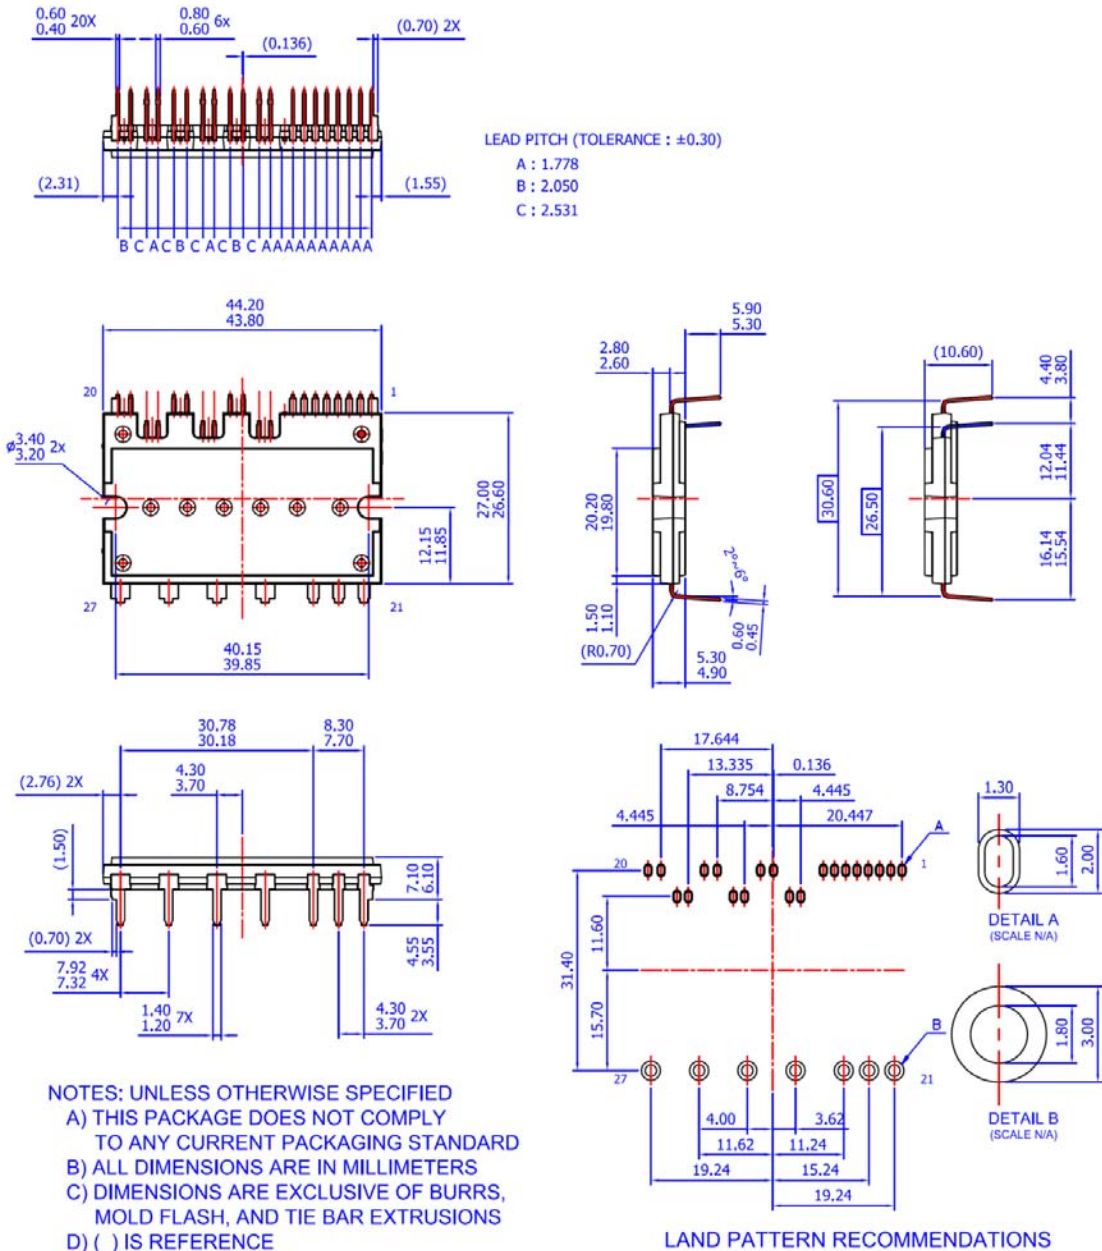 0.60
0.40 20X
0.80
0.60 6x
(0.136)
(0.70) 2X
LEAD PITCH (TOLERANCE : ±0.30)
A : 1.778
B : 2.050
C : 2.531
(2.31)
(1.55)
B C A C B C A C B C A A A A A A A A A A
44.20
43.80
20
1
ø3.40
3.20 2x
27.00
26.60
12.15
11.85
27
21
40.15
39.85
5.90
5.30
2.80
2.60
20.20
19.80
1.50
1.10
(R0.70)
2°~6°
0.60
0.45
5.30
4.90
(10.60)
4.40
3.80
30.60
26.50
12.04
11.44
16.14
15.54
30.78
30.18
8.30
7.70
4.30
3.70
(2.76) 2X
(1.50)
7.10
6.10
(0.70) 2X
4.55
3.55
7.92
7.32 4X
1.40
1.20 7X
4.30
3.70 2X
17.644
13.335
0.136
8.754
4.445
4.445
20.447
A
20
1
31.40
11.60
15.70
B
27
21
4.00
3.62
11.62
11.24
19.24
15.24
19.24
1.30
1.60
2.00
DETAIL A
(SCALE N/A)
1.80
3.00
DETAIL B
(SCALE N/A)
NOTES: UNLESS OTHERWISE SPECIFIED
A) THIS PACKAGE DOES NOT COMPLY
TO ANY CURRENT PACKAGING STANDARD
B) ALL DIMENSIONS ARE IN MILLIMETERS
C) DIMENSIONS ARE EXCLUSIVE OF BURRS,
MOLD FLASH, AND TIE BAR EXTRUSIONS
D) ( ) IS REFERENCE
LAND PATTERN RECOMMENDATIONS